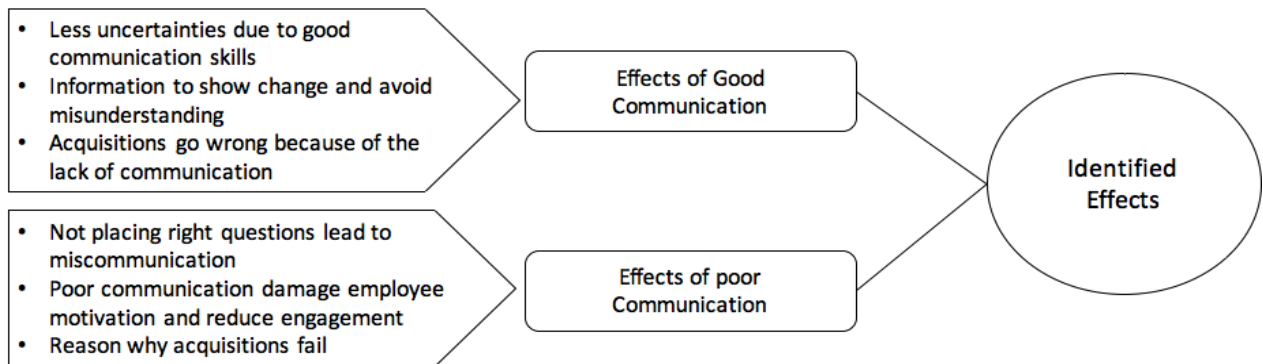 • Less uncertainties due to good
communication skills
• Information to show change and avoid
misunderstanding
• Acquisitions go wrong because of the
lack of communication
Effects of Good
Communication
• Not placing right questions lead to
miscommunication
• Poor communication damage employee
motivation and reduce engagement
• Reason why acquisitions fail
Effects of poor
Communication
Identified
Effects